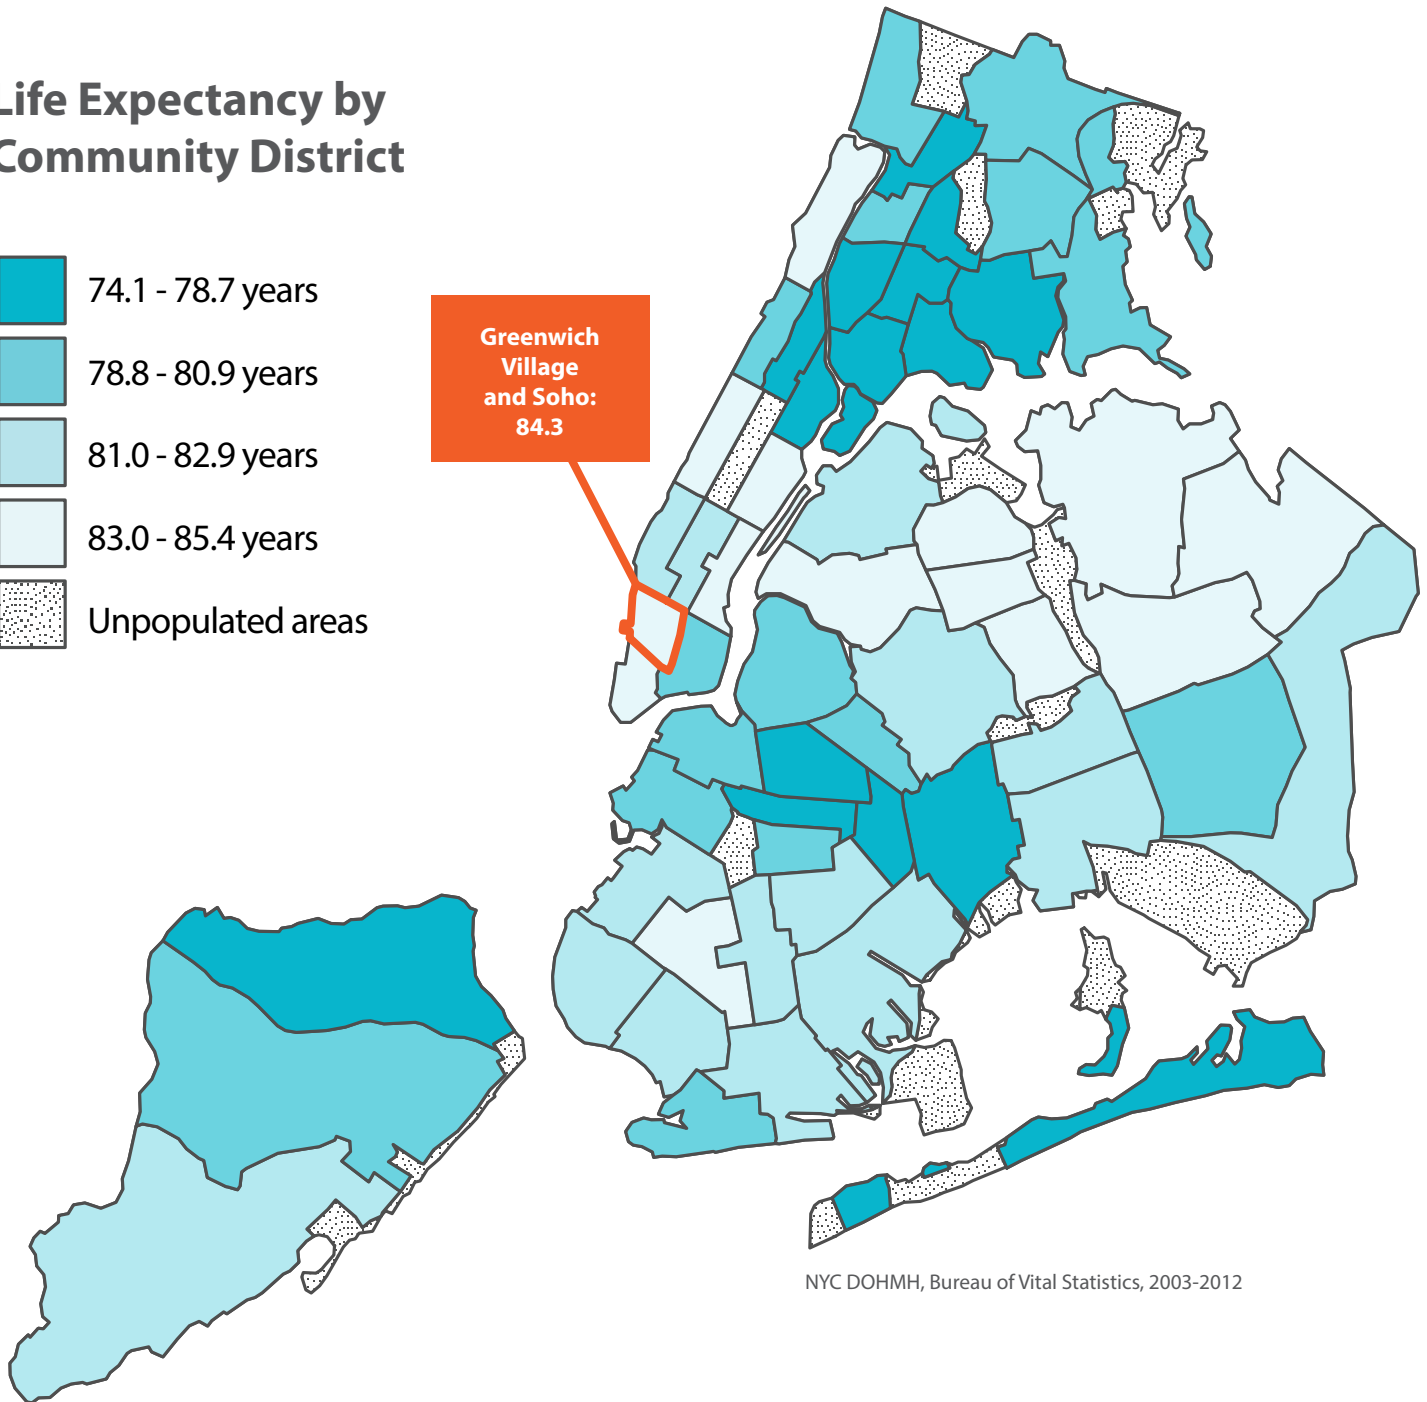 Life Expectancy by
Community District
74.1 - 78.7 years
78.8 - 80.9 years
81.0 - 82.9 years
83.0 - 85.4 years
Unpopulated areas
Greenwich
Village
and Soho:
84.3
NYC DOHMH, Bureau of Vital Statistics, 2003-2012